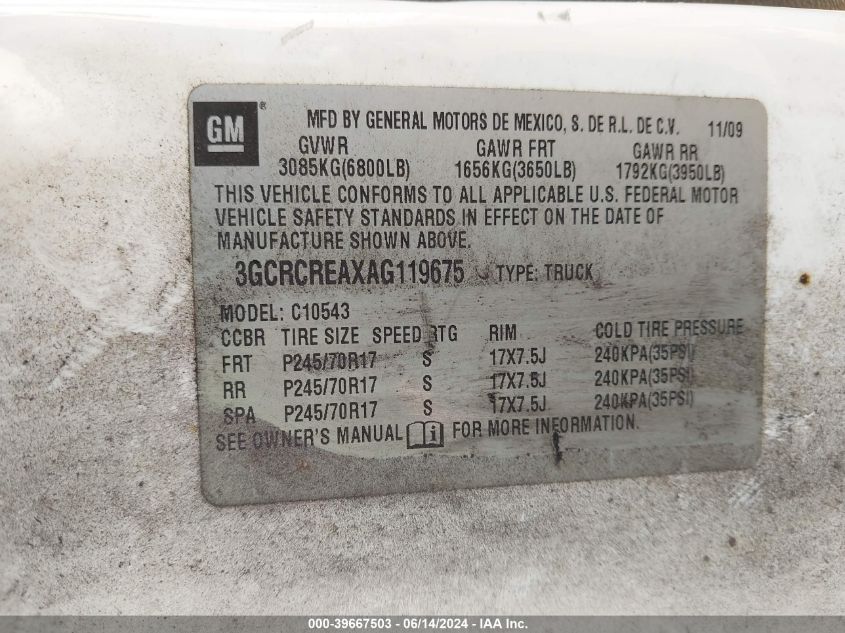 GM®
MFD BY GENERAL MOTORS DE MEXICO, S. DE R.L. DE C.V. 11/09
GVWR GAWR FRT GAWR RR
3085KG(6800LB) 1656KG(3650LB) 1792KG(3950LB)
THIS VEHICLE CONFORMS TO ALL APPLICABLE U.S. FEDERAL MOTOR
VEHICLE SAFETY STANDARDS IN EFFECT ON THE DATE OF
MANUFACTURE SHOWN ABOVE.
3GCRCREAXAG119675 TYPE: TRUCK
MODEL: C10543
CCBR TIRE SIZE SPEED RTG RIM COLD TIRE PRESSURE
FRT P245/70R17 S 17X7.5J 240KPA(35PSI)
RR P245/70R17 S 17X7.5J 240KPA(35PSI)
SPA P245/70R17 S 17X7.5J 240KPA(35PSI)
SEE OWNER'S MANUAL i FOR MORE INFORMATION.
000-39667503 - 06/14/2024 - IAA Inc.